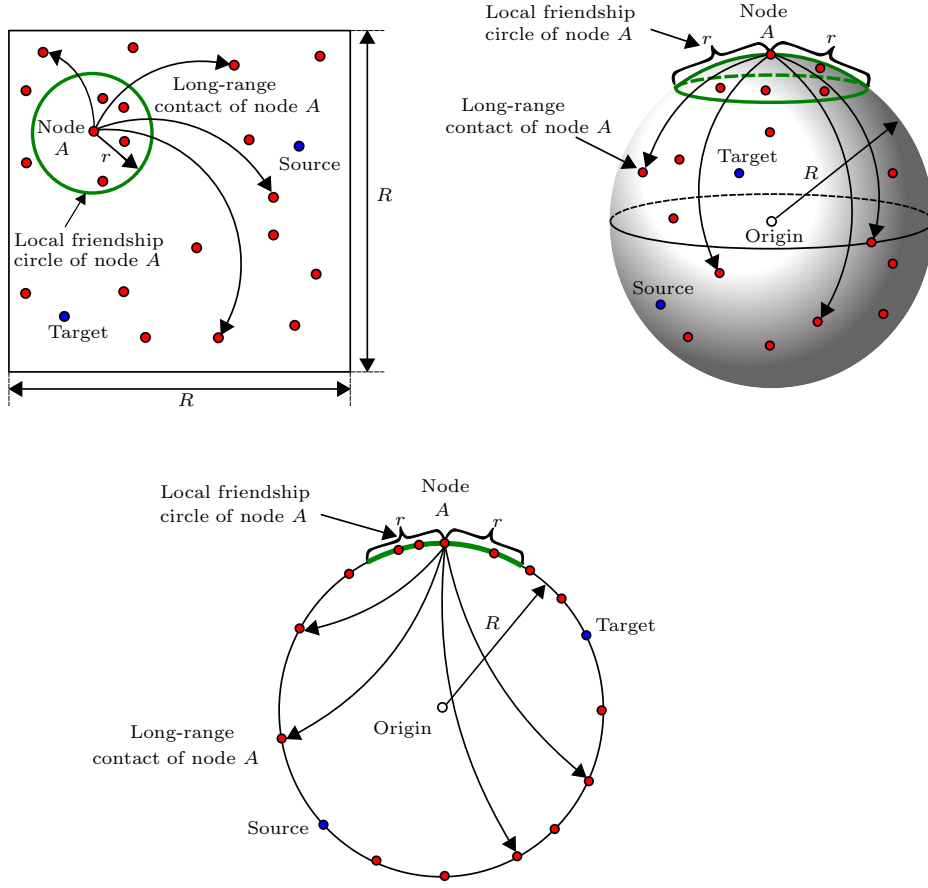 Long-range
contact of node A
Node
A
r
Source
R
Local friendship
circle of node A
Target
R
Local friendship
circle of node A
Node
A
r
r
Long-range
contact of node A
Target
R
Origin
Source
Local friendship
circle of node A
Node
A
r
r
R
Target
Origin
Long-range
contact of node A
Source